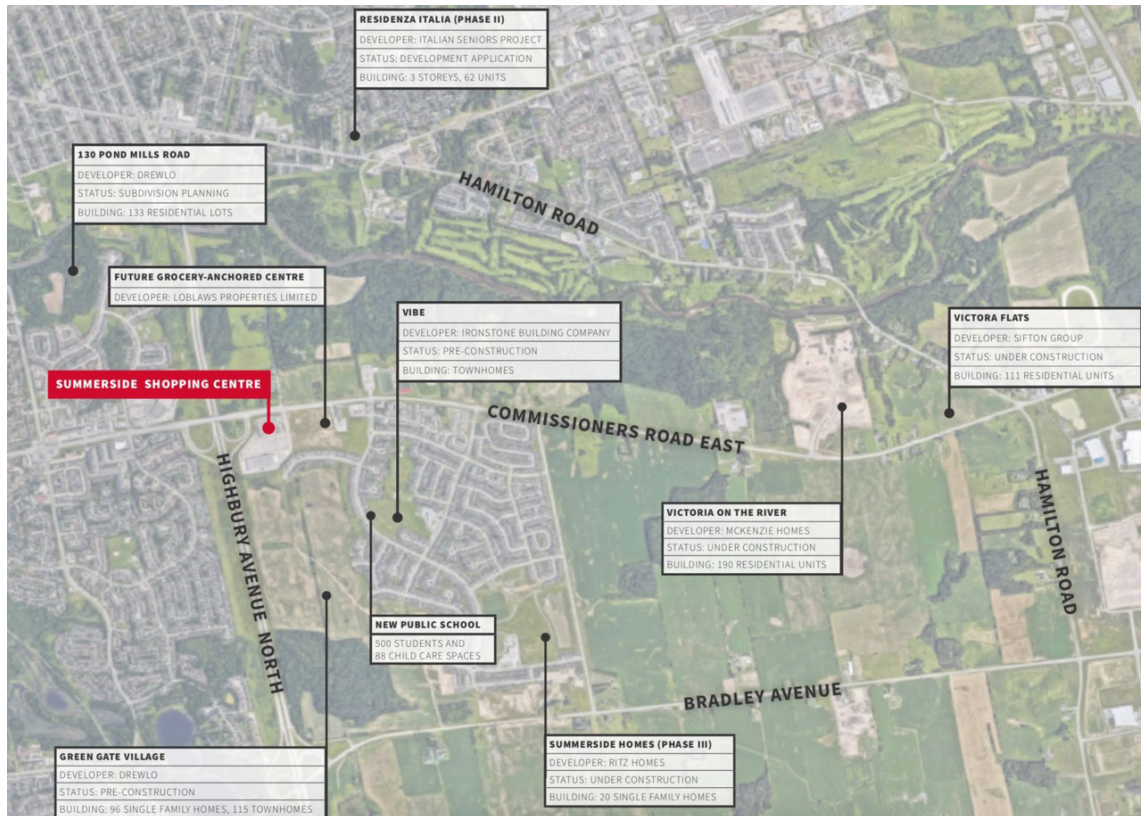 RESIDENZA ITALIA (PHASE II)
DEVELOPER: ITALIAN SENIORS PROJECT
STATUS: DEVELOPMENT APPLICATION
BUILDING: 3 STOREYS, 62 UNITS
130 POND MILLS ROAD
DEVELOPER: DREWLO
STATUS: SUBDIVISION PLANNING
BUILDING: 133 RESIDENTIAL LOTS
HAMILTON ROAD
FUTURE GROCERY-ANCHORED CENTRE
DEVELOPER: LOBLAWS PROPERTIES LIMITED
VIBE
DEVELOPER: IRONSTONE BUILDING COMPANY
STATUS: PRE-CONSTRUCTION
BUILDING: TOWNHOMES
VICTORA FLATS
DEVELOPER: SIFTON GROUP
STATUS: UNDER CONSTRUCTION
BUILDING: 111 RESIDENTIAL UNITS
SUMMERSIDE SHOPPING CENTRE
COMMISSIONERS ROAD EAST
HIGHBURY AVENUE NORTH
HAMILTON ROAD
VICTORIA ON THE RIVER
DEVELOPER: MCKENZIE HOMES
STATUS: UNDER CONSTRUCTION
BUILDING: 190 RESIDENTIAL UNITS
NEW PUBLIC SCHOOL
500 STUDENTS AND
88 CHILD CARE SPACES
BRADLEY AVENUE
GREEN GATE VILLAGE
DEVELOPER: DREWLO
STATUS: PRE-CONSTRUCTION
BUILDING: 96 SINGLE FAMILY HOMES, 115 TOWNHOMES
SUMMERSIDE HOMES (PHASE III)
DEVELOPER: RITZ HOMES
STATUS: UNDER CONSTRUCTION
BUILDING: 20 SINGLE FAMILY HOMES